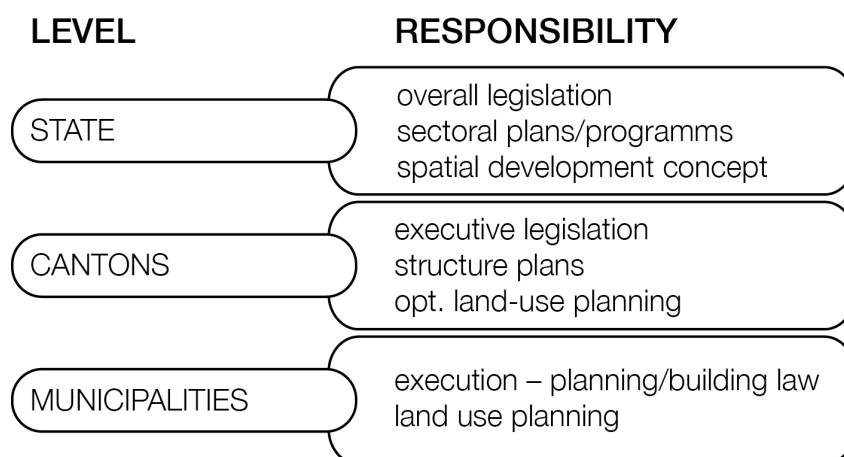 LEVEL RESPONSIBILITY
STATE
overall legislation
sectoral plans/programms
spatial development concept
CANTONS
executive legislation
structure plans
opt. land-use planning
MUNICIPALITIES
execution – planning/building law
land use planning